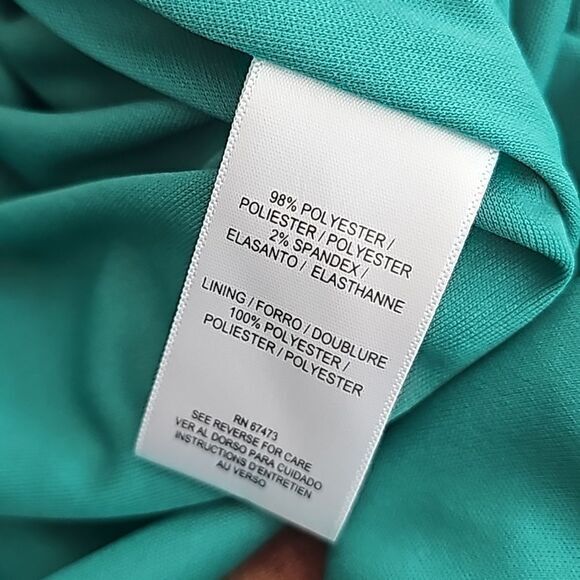 98% POLYESTER /
POLIESTER / POLYESTER
2% SPANDEX /
ELASANTO / ELASTHANNE
LINING / FORRO / DOUBLURE
100% POLYESTER /
POLIESTER / POLYESTER
RN 67473
SEE REVERSE FOR CARE
VER AL DORSO PARA CUIDADO
INSTRUCTIONS D'ENTRETIEN
AU VERSO